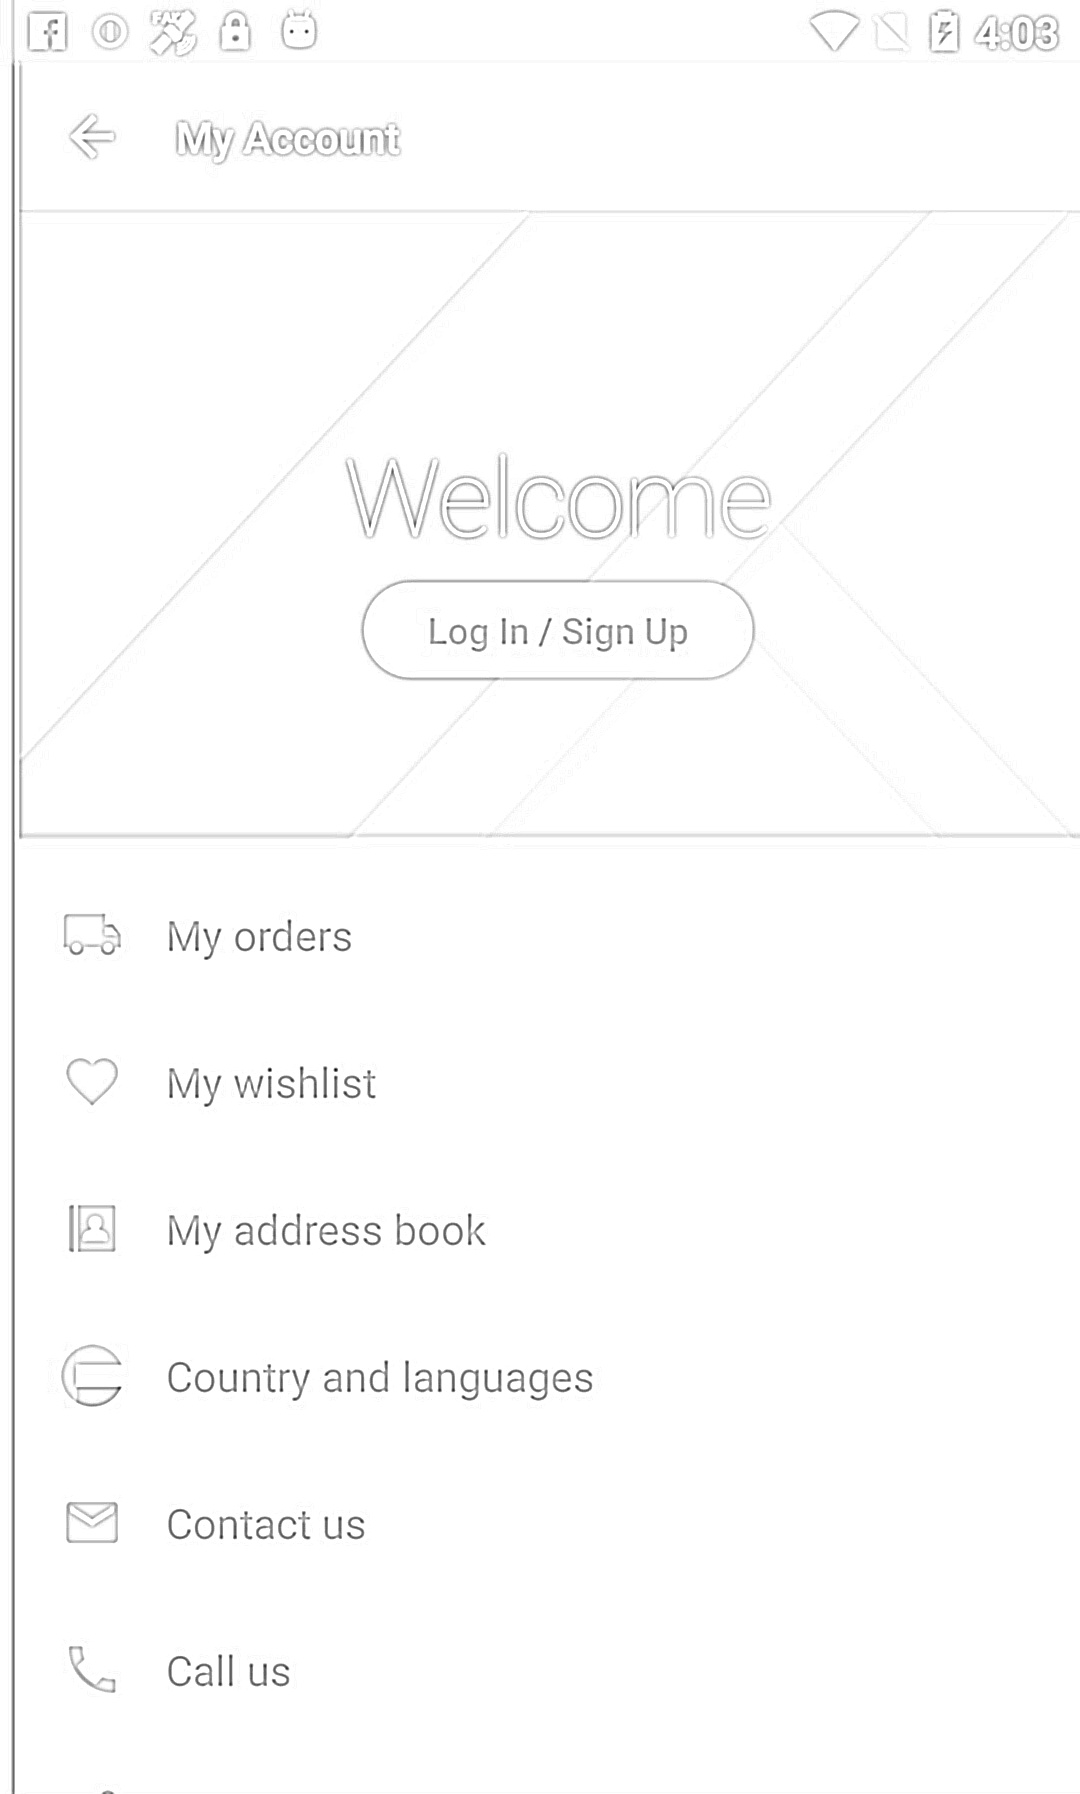 4:03
My Account
Welcome
Log In / Sign Up
My orders
My wishlist
My address book
Country and languages
Contact us
Call us